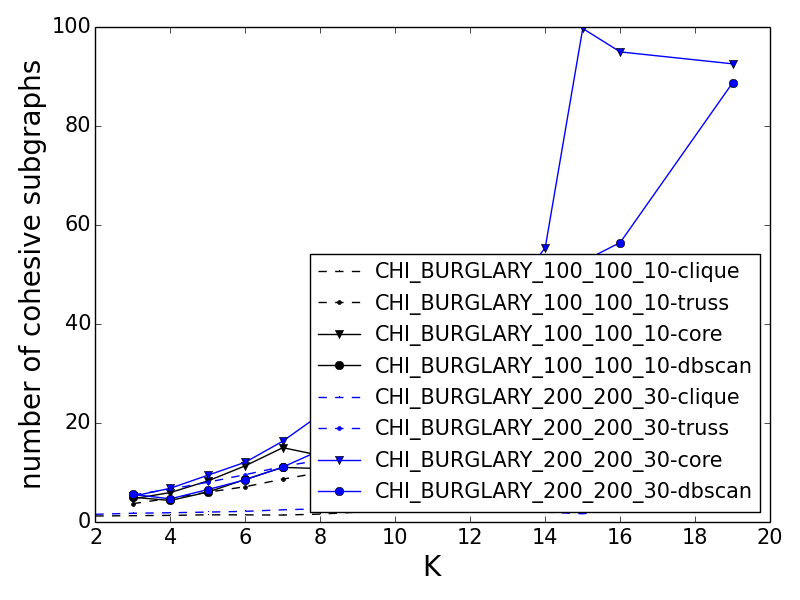 100
80
60
40
20
0
number of cohesive subgraphs
CHI_BURGLARY_100_100_10-clique
CHI_BURGLARY_100_100_10-truss
CHI_BURGLARY_100_100_10-core
CHI_BURGLARY_100_100_10-dbscan
CHI_BURGLARY_200_200_30-clique
CHI_BURGLARY_200_200_30-truss
CHI_BURGLARY_200_200_30-core
CHI_BURGLARY_200_200_30-dbscan
2 4 6 8 10 12 14 16 18 20
K